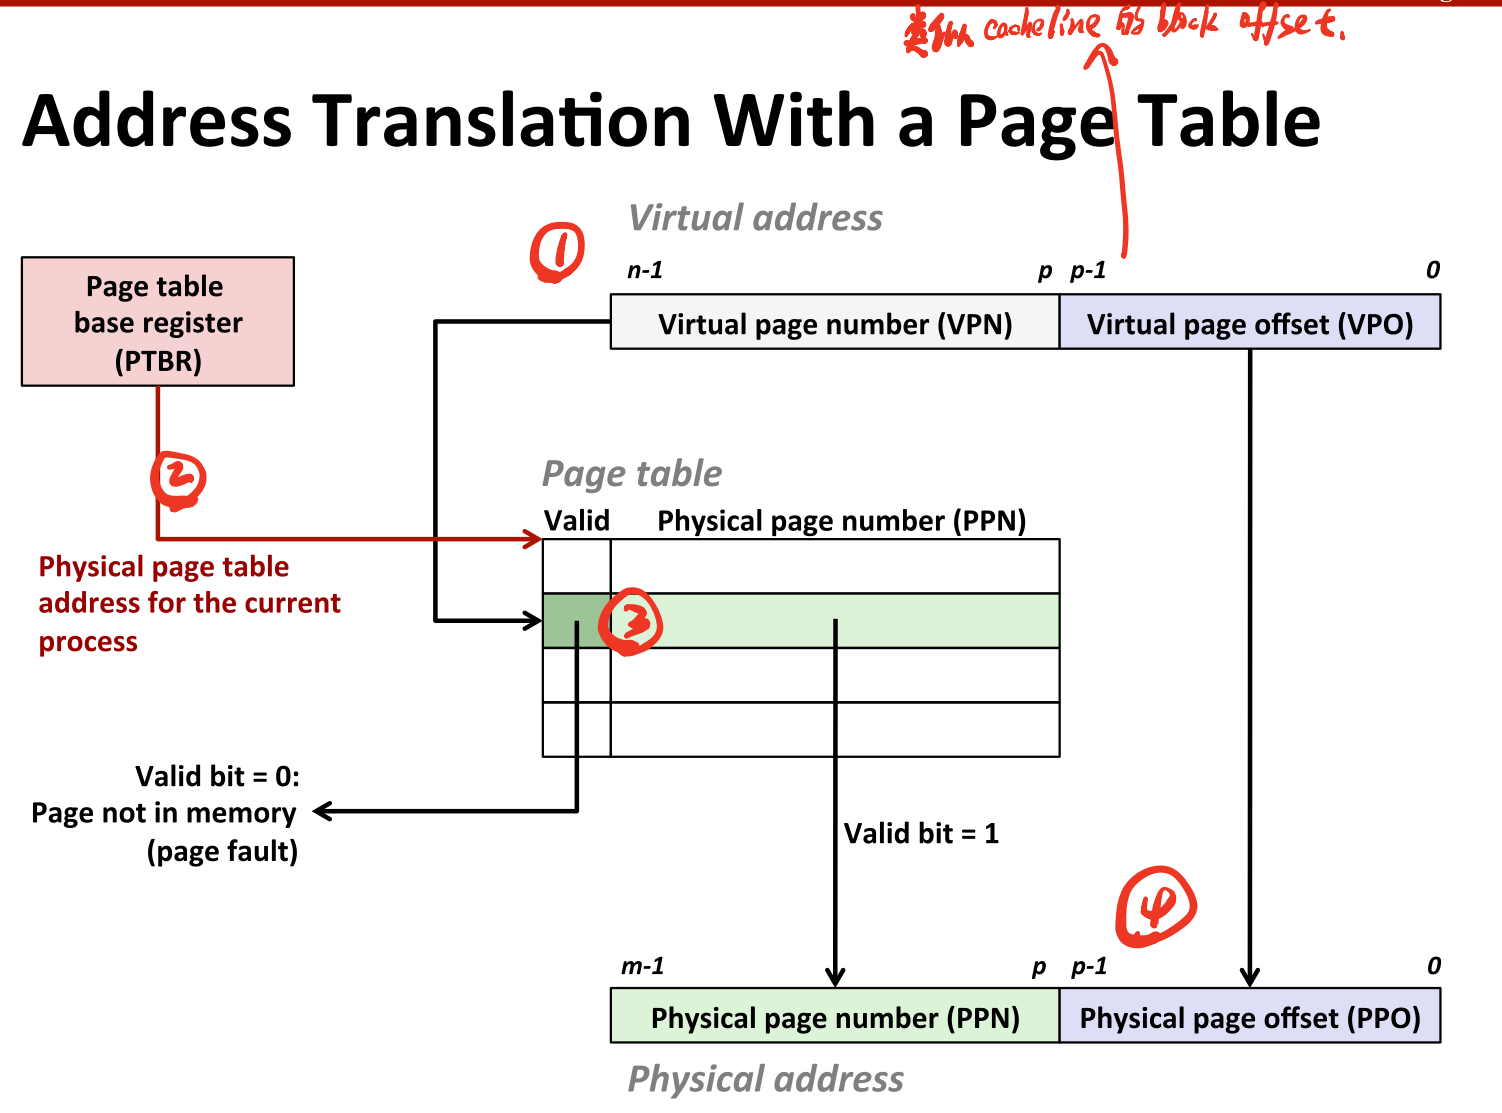 类似 cacheline 的 block offset.
Address Translation With a Page Table
Virtual address
①
n-1
p
p-1
0
Page table
base register
(PTBR)
Virtual page number (VPN)
Virtual page offset (VPO)
②
Page table
Valid
Physical page number (PPN)
Physical page table
address for the current
process
③
Valid bit = 0:
Page not in memory
(page fault)
Valid bit = 1
④
m-1
p
p-1
0
Physical page number (PPN)
Physical page offset (PPO)
Physical address